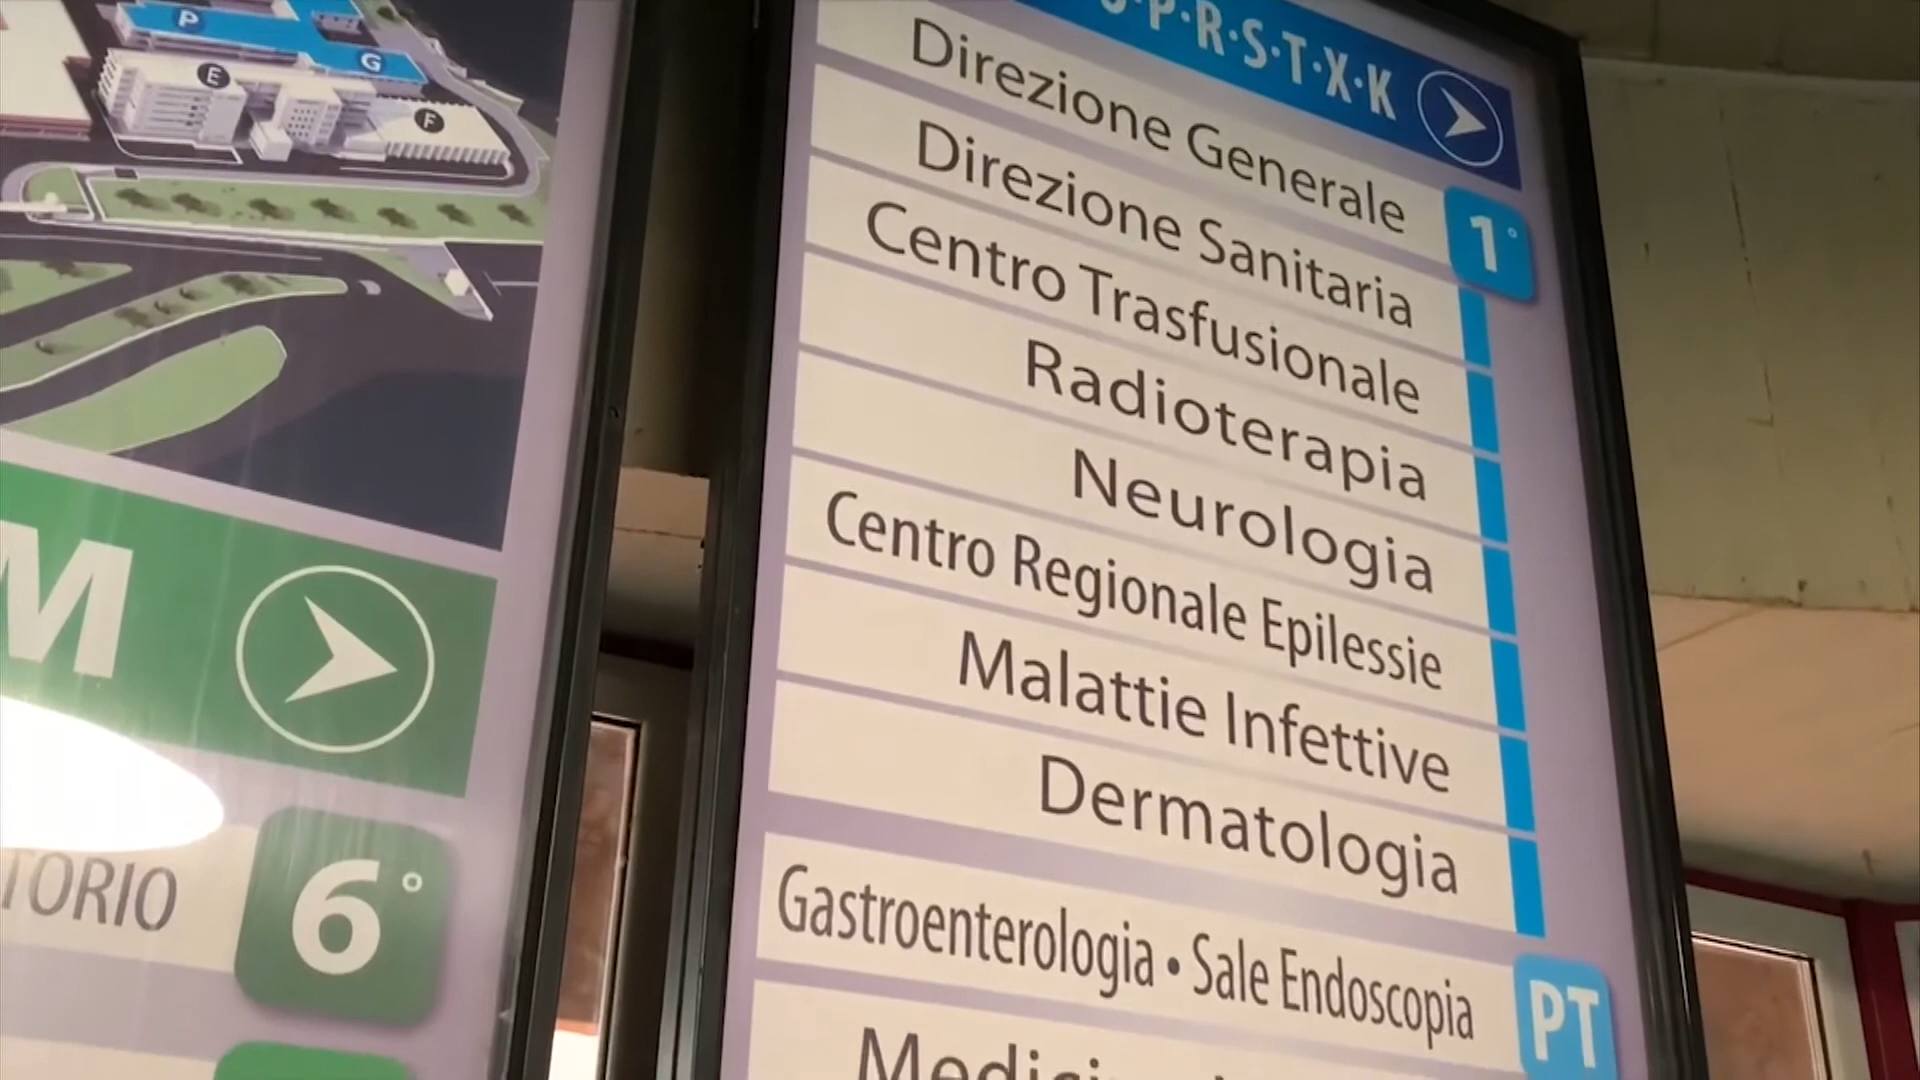 P
G
E
F
M
TORIO
6°
P·R·S·T·X·K
Direzione Generale
1°
Direzione Sanitaria
Centro Trasfusionale
Radioterapia
Neurologia
Centro Regionale Epilessie
Malattie Infettive
Dermatologia
Gastroenterologia • Sale Endoscopia
PT